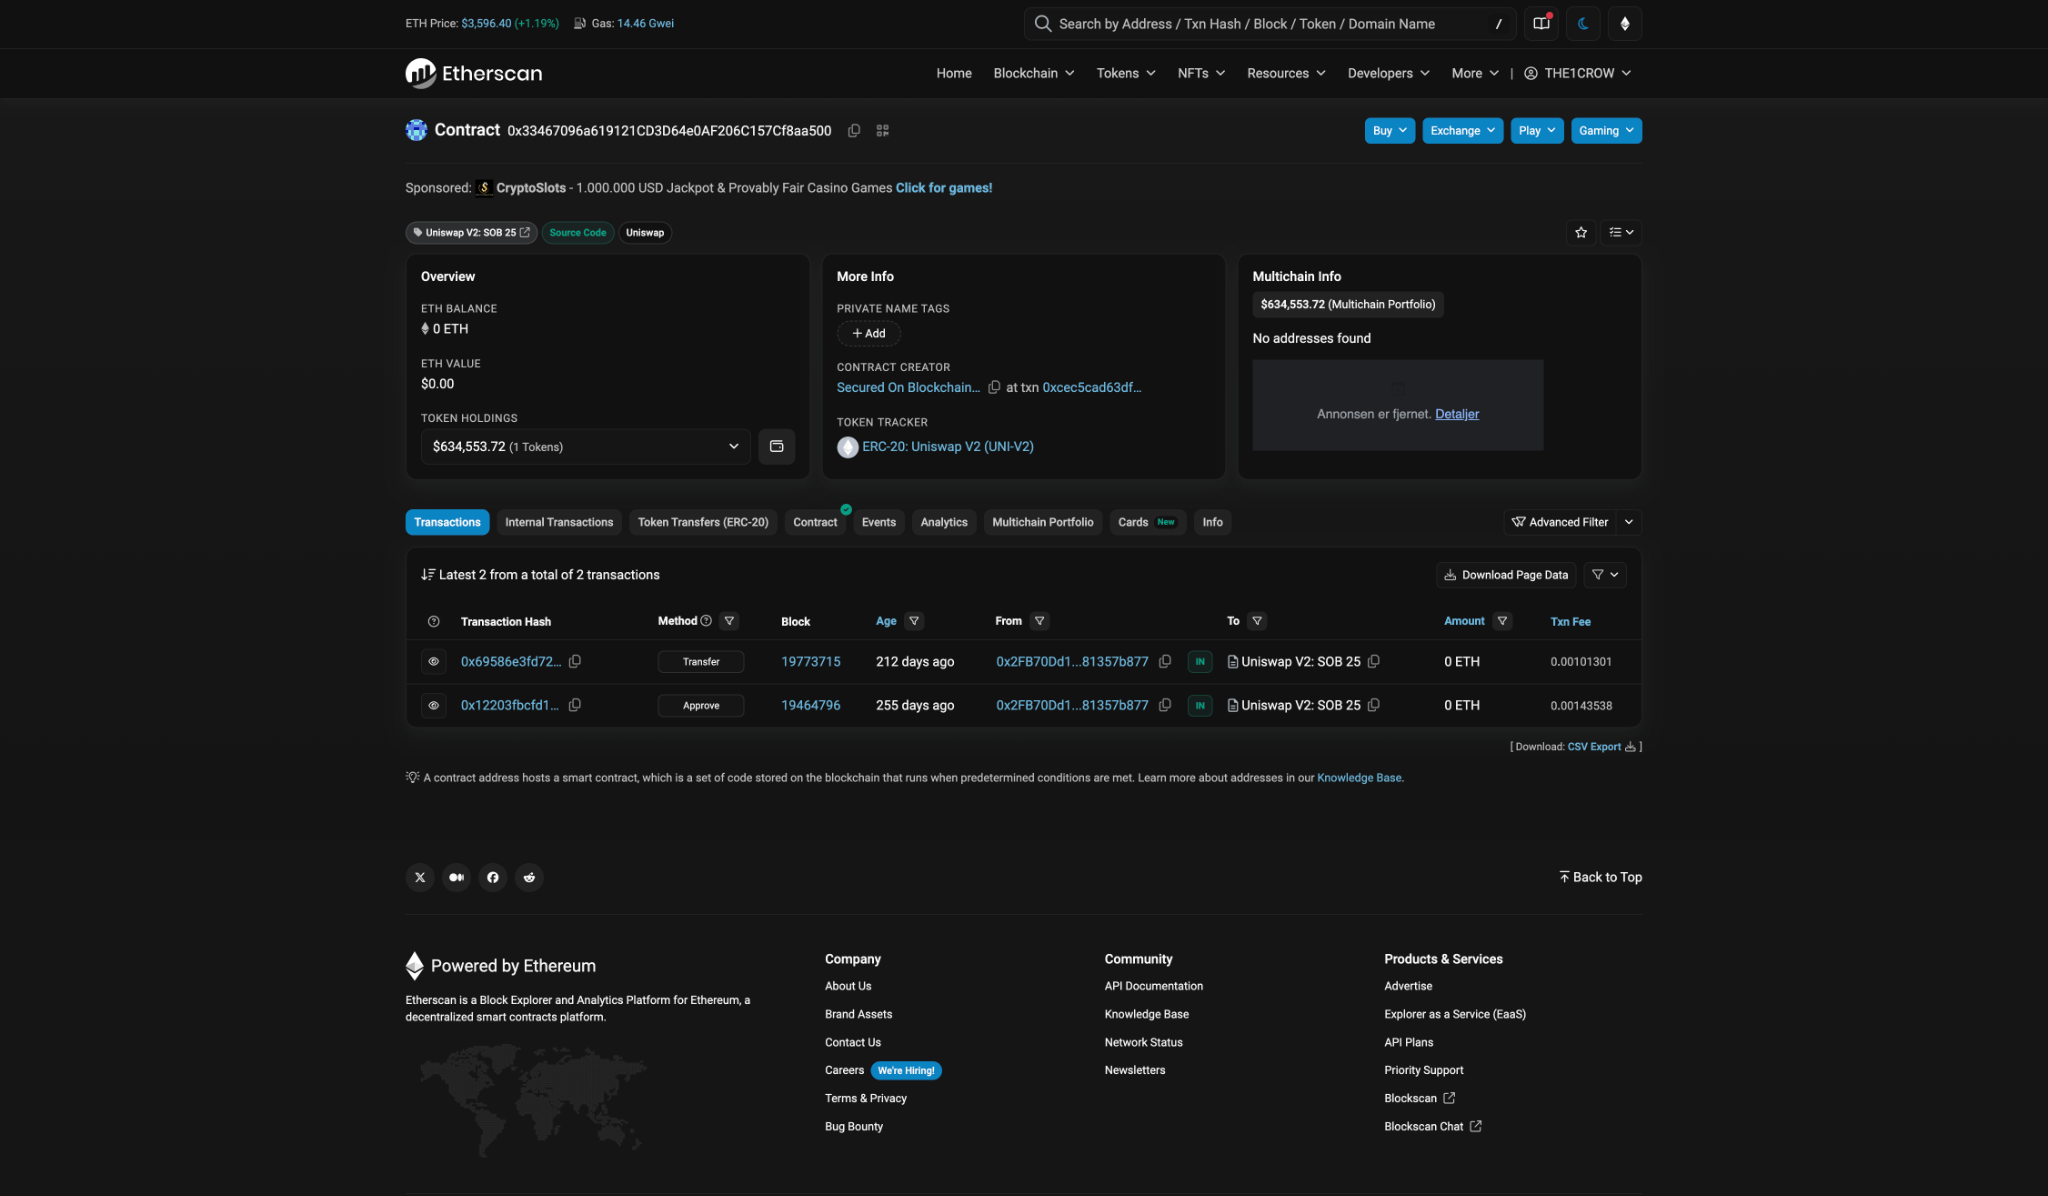 ETH Price: $3,596.40 (+1.19%) Gas: 14.46 Gwei
Search by Address / Txn Hash / Block / Token / Domain Name /
Etherscan
Home Blockchain Tokens NFTs Resources Developers More | THE1CROW
Contract 0x33467096a619121CD3D64e0AF206C157Cf8aa500
Buy Exchange Play Gaming
Sponsored: CryptoSlots - 1.000.000 USD Jackpot & Provably Fair Casino Games Click for games!
Uniswap V2: SOB 25 Source Code Uniswap
Overview
ETH BALANCE
0 ETH
ETH VALUE
$0.00
TOKEN HOLDINGS
$634,553.72 (1 Tokens)
More Info
PRIVATE NAME TAGS
+ Add
CONTRACT CREATOR
Secured On Blockchain... at txn 0xcec5cad63df...
TOKEN TRACKER
ERC-20: Uniswap V2 (UNI-V2)
Multichain Info
$634,553.72 (Multichain Portfolio)
No addresses found
Annonsen er fjernet. Detaljer
Transactions Internal Transactions Token Transfers (ERC-20) Contract Events Analytics Multichain Portfolio Cards New Info
Advanced Filter
Latest 2 from a total of 2 transactions
Download Page Data
Transaction Hash Method Block Age From To Amount Txn Fee
0x69586e3fd72... Transfer 19773715 212 days ago 0x2FB70Dd1...81357b877 IN Uniswap V2: SOB 25 0 ETH 0.00101301
0x12203fbcfd1... Approve 19464796 255 days ago 0x2FB70Dd1...81357b877 IN Uniswap V2: SOB 25 0 ETH 0.00143538
[ Download: CSV Export ]
A contract address hosts a smart contract, which is a set of code stored on the blockchain that runs when predetermined conditions are met. Learn more about addresses in our Knowledge Base.
Back to Top
Powered by Ethereum
Etherscan is a Block Explorer and Analytics Platform for Ethereum, a
decentralized smart contracts platform.
Company
About Us
Brand Assets
Contact Us
Careers We're Hiring!
Terms & Privacy
Bug Bounty
Community
API Documentation
Knowledge Base
Network Status
Newsletters
Products & Services
Advertise
Explorer as a Service (EaaS)
API Plans
Priority Support
Blockscan
Blockscan Chat